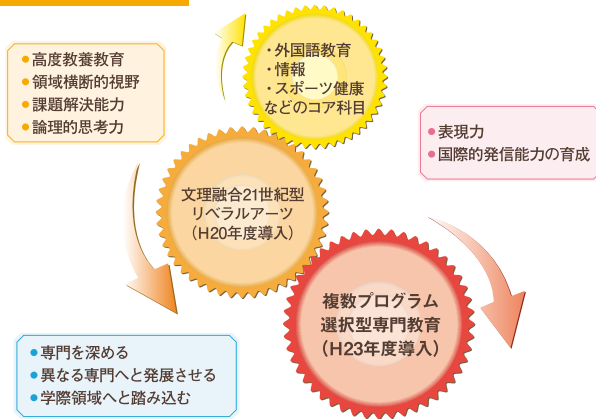 ・外国語教育
・情報
・スポーツ健康
などのコア科目
●高度教養教育
●領域横断的視野
●課題解決能力
●論理的思考力
●表現力
●国際的発信能力の育成
文理融合21世紀型
リベラルアーツ
（H20年度導入）
複数プログラム
選択型専門教育
（H23年度導入）
●専門を深める
●異なる専門へと発展させる
●学際領域へと踏み込む